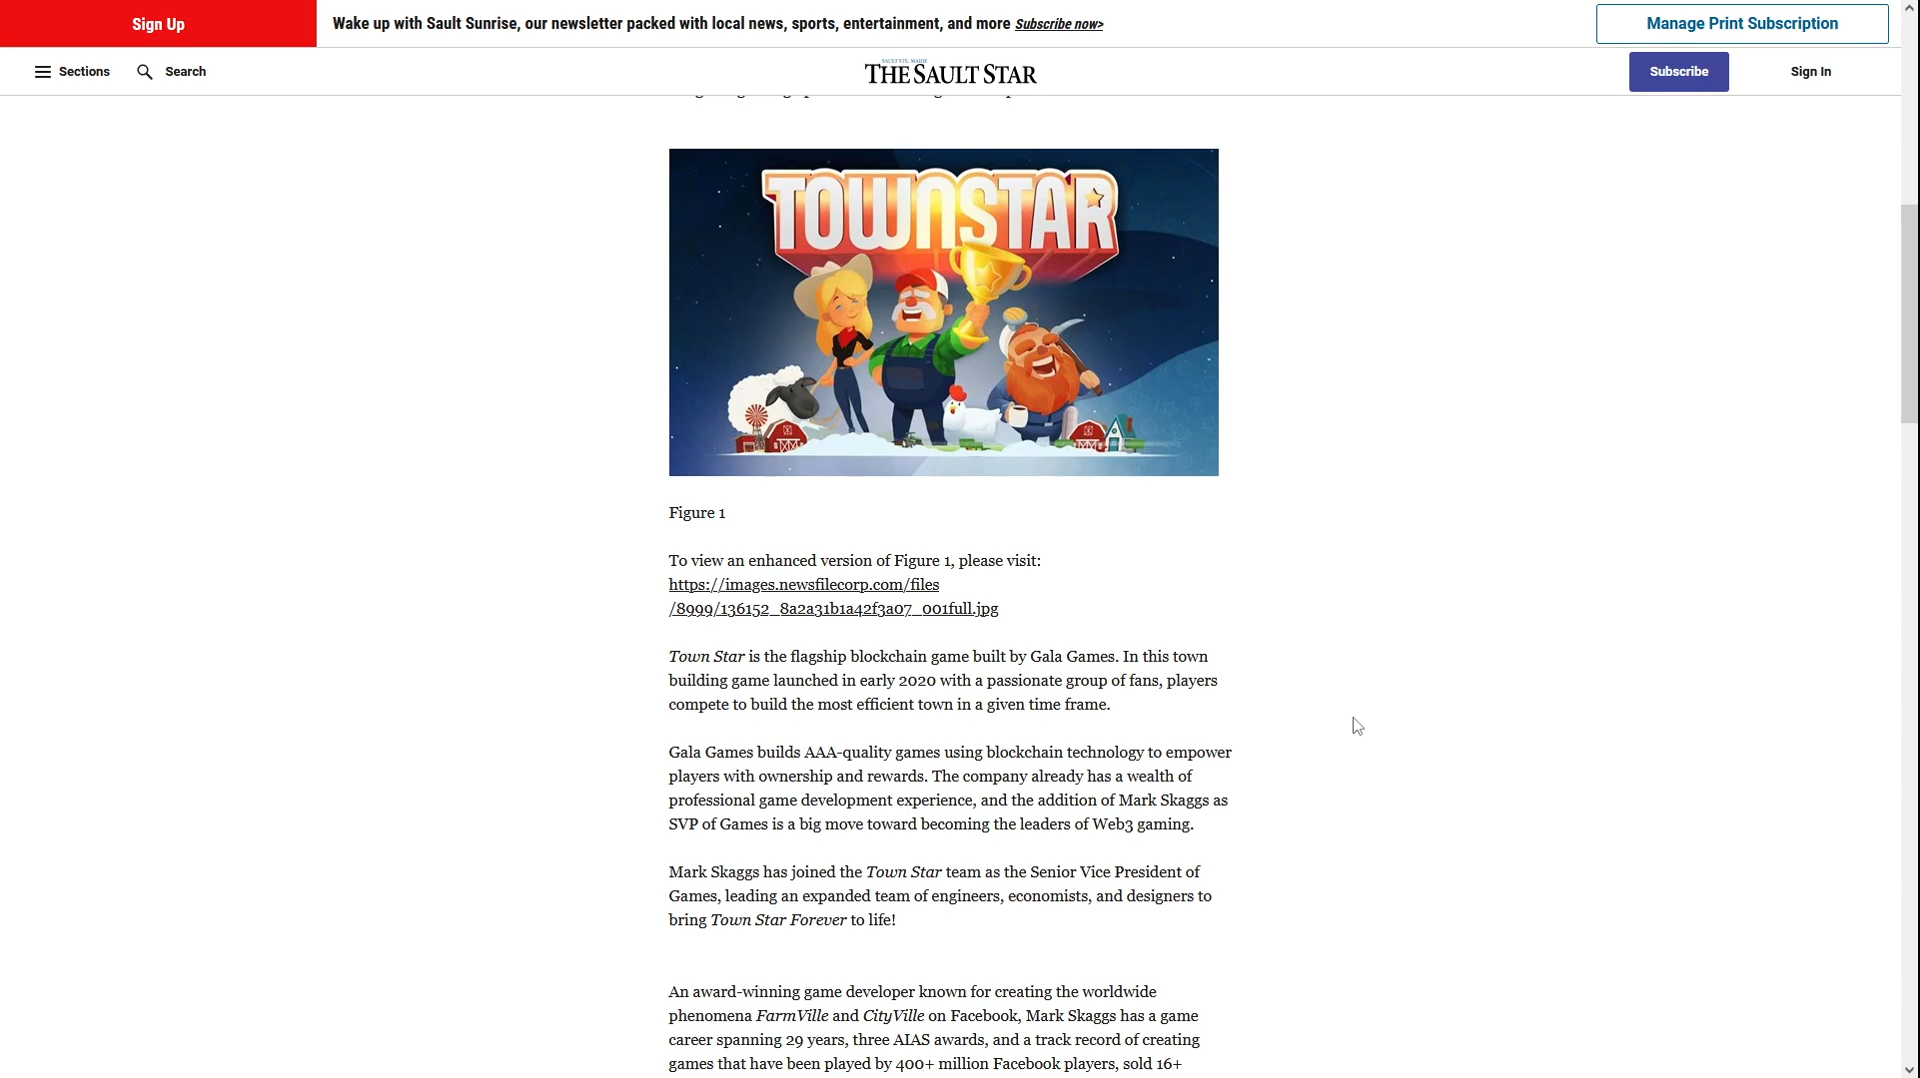 Sign Up
Wake up with Sault Sunrise, our newsletter packed with local news, sports, entertainment, and more Subscribe now>
Manage Print Subscription
Sections
Search
SAULT STE. MARIE
THE SAULT STAR
Subscribe
Sign In
TOWNSTAR
Figure 1
To view an enhanced version of Figure 1, please visit:
https://images.newsfilecorp.com/files
/8999/136152_8a2a31b1a42f3a07_001full.jpg
Town Star is the flagship blockchain game built by Gala Games. In this town
building game launched in early 2020 with a passionate group of fans, players
compete to build the most efficient town in a given time frame.
Gala Games builds AAA-quality games using blockchain technology to empower
players with ownership and rewards. The company already has a wealth of
professional game development experience, and the addition of Mark Skaggs as
SVP of Games is a big move toward becoming the leaders of Web3 gaming.
Mark Skaggs has joined the Town Star team as the Senior Vice President of
Games, leading an expanded team of engineers, economists, and designers to
bring Town Star Forever to life!
An award-winning game developer known for creating the worldwide
phenomena FarmVille and CityVille on Facebook, Mark Skaggs has a game
career spanning 29 years, three AIAS awards, and a track record of creating
games that have been played by 400+ million Facebook players, sold 16+